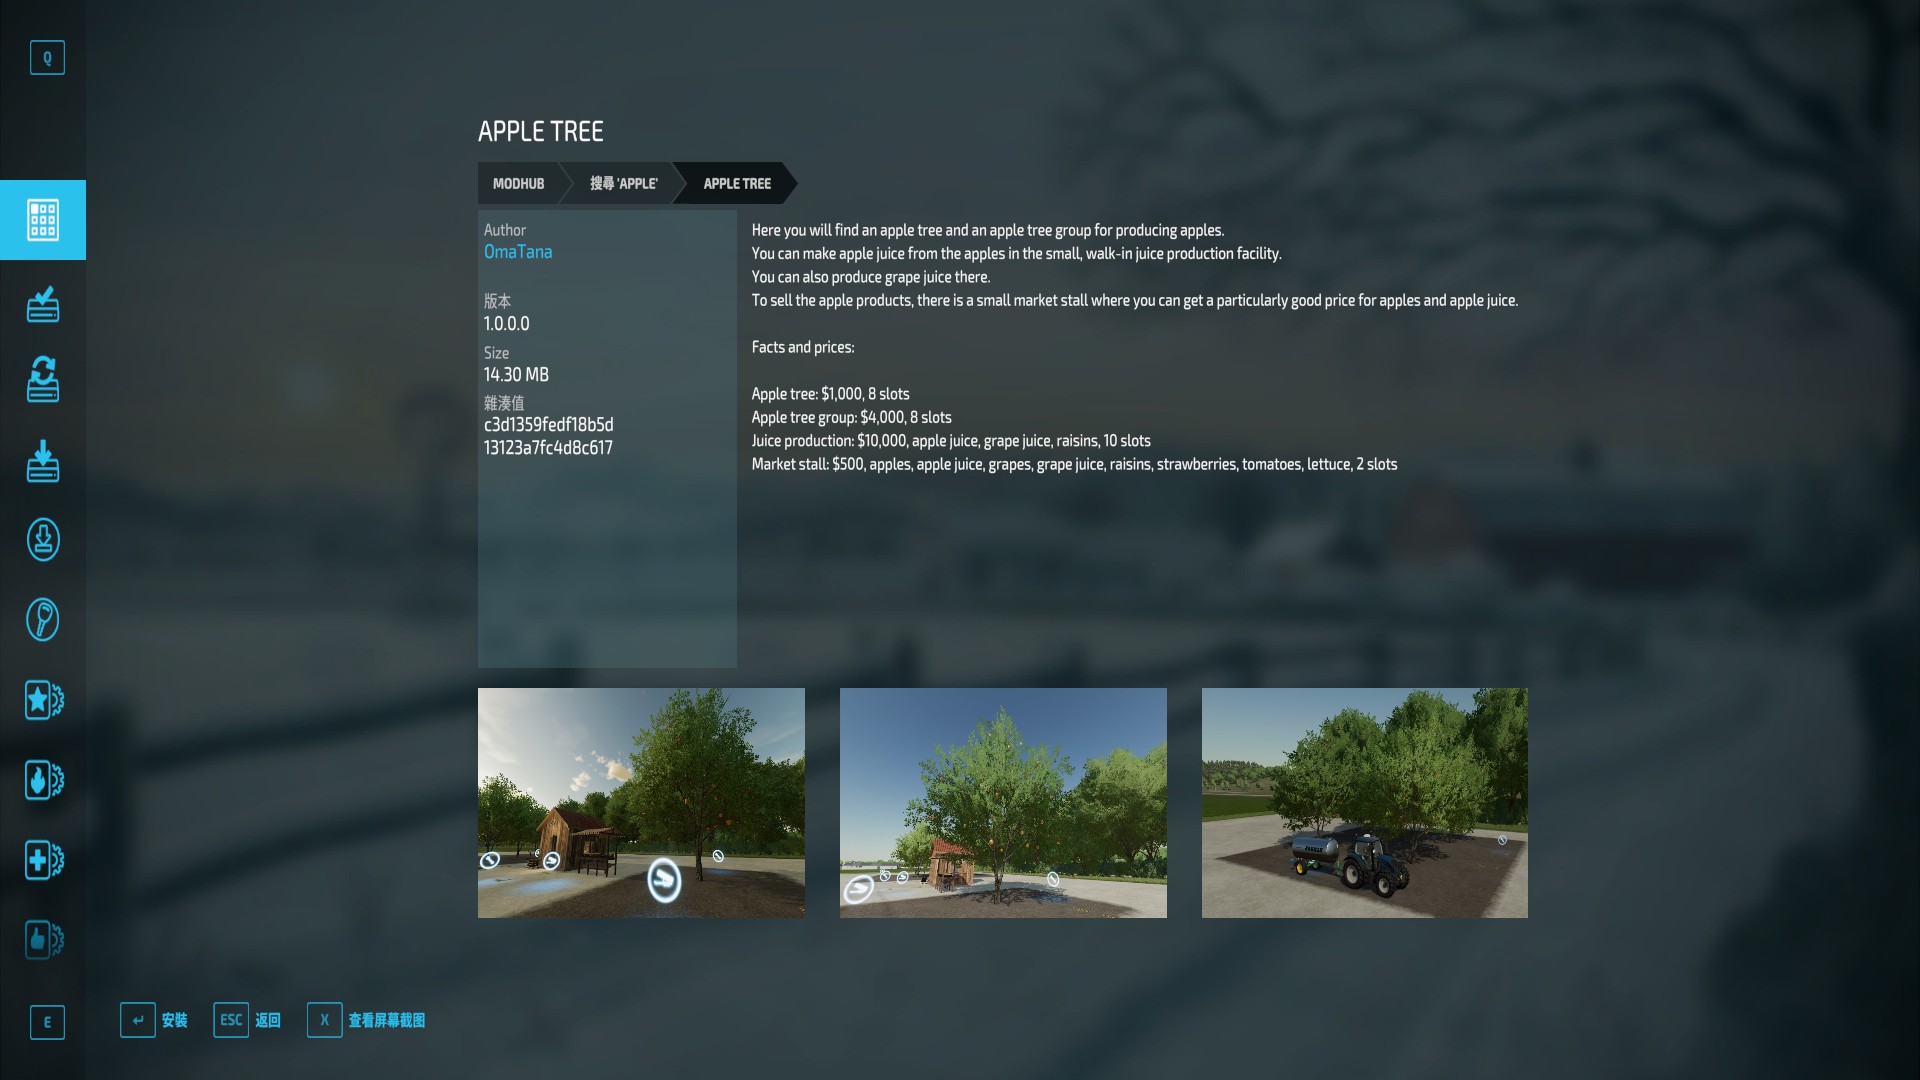 Q
APPLE TREE
MODHUB
搜尋 'APPLE'
APPLE TREE
Author
OmaTana
版本
1.0.0.0
Size
14.30 MB
雜湊值
c3d1359fedf18b5d
13123a7fc4d8c617
Here you will find an apple tree and an apple tree group for producing apples.
You can make apple juice from the apples in the small, walk-in juice production facility.
You can also produce grape juice there.
To sell the apple products, there is a small market stall where you can get a particularly good price for apples and apple juice.
Facts and prices:
Apple tree: $1,000, 8 slots
Apple tree group: $4,000, 8 slots
Juice production: $10,000, apple juice, grape juice, raisins, 10 slots
Market stall: $500, apples, apple juice, grapes, grape juice, raisins, strawberries, tomatoes, lettuce, 2 slots
E
安裝
ESC
返回
X
查看屏幕截图